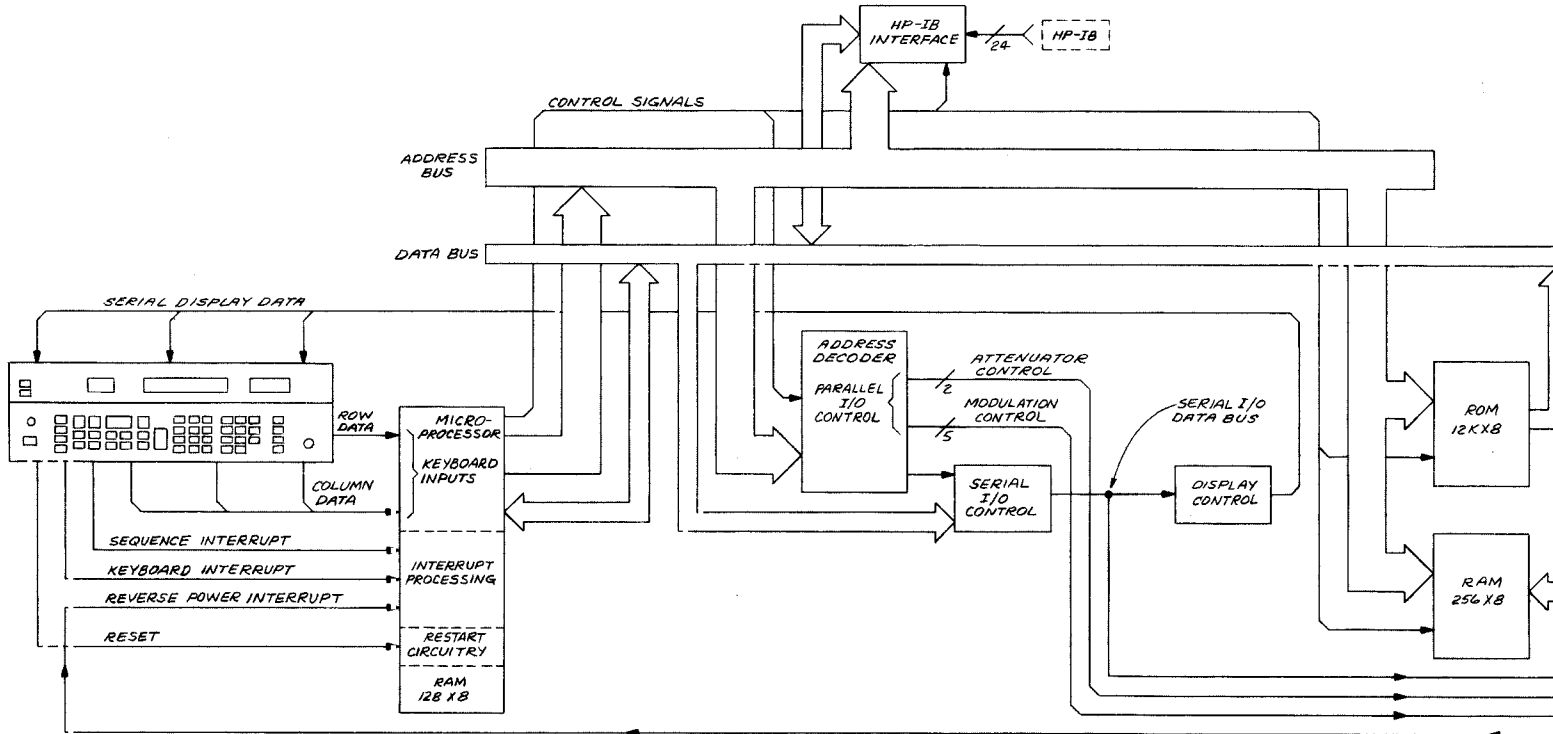 HP-IB
INTERFACE
24
HP-IB
CONTROL SIGNALS
ADDRESS
BUS
DATA BUS
SERIAL DISPLAY DATA
ROW
DATA
COLUMN
DATA
SEQUENCE INTERRUPT
KEYBOARD INTERRUPT
REVERSE POWER INTERRUPT
RESET
MICRO-
PROCESSOR
KEYBOARD
INPUTS
INTERRUPT
PROCESSING
RESTART
CIRCUITRY
RAM
128 X 8
ADDRESS
DECODER
PARALLEL
I/O
CONTROL
ATTENUATOR
CONTROL
2
MODULATION
CONTROL
5
SERIAL I/O
DATA BUS
SERIAL
I/O
CONTROL
DISPLAY
CONTROL
ROM
12K X 8
RAM
256 X 8